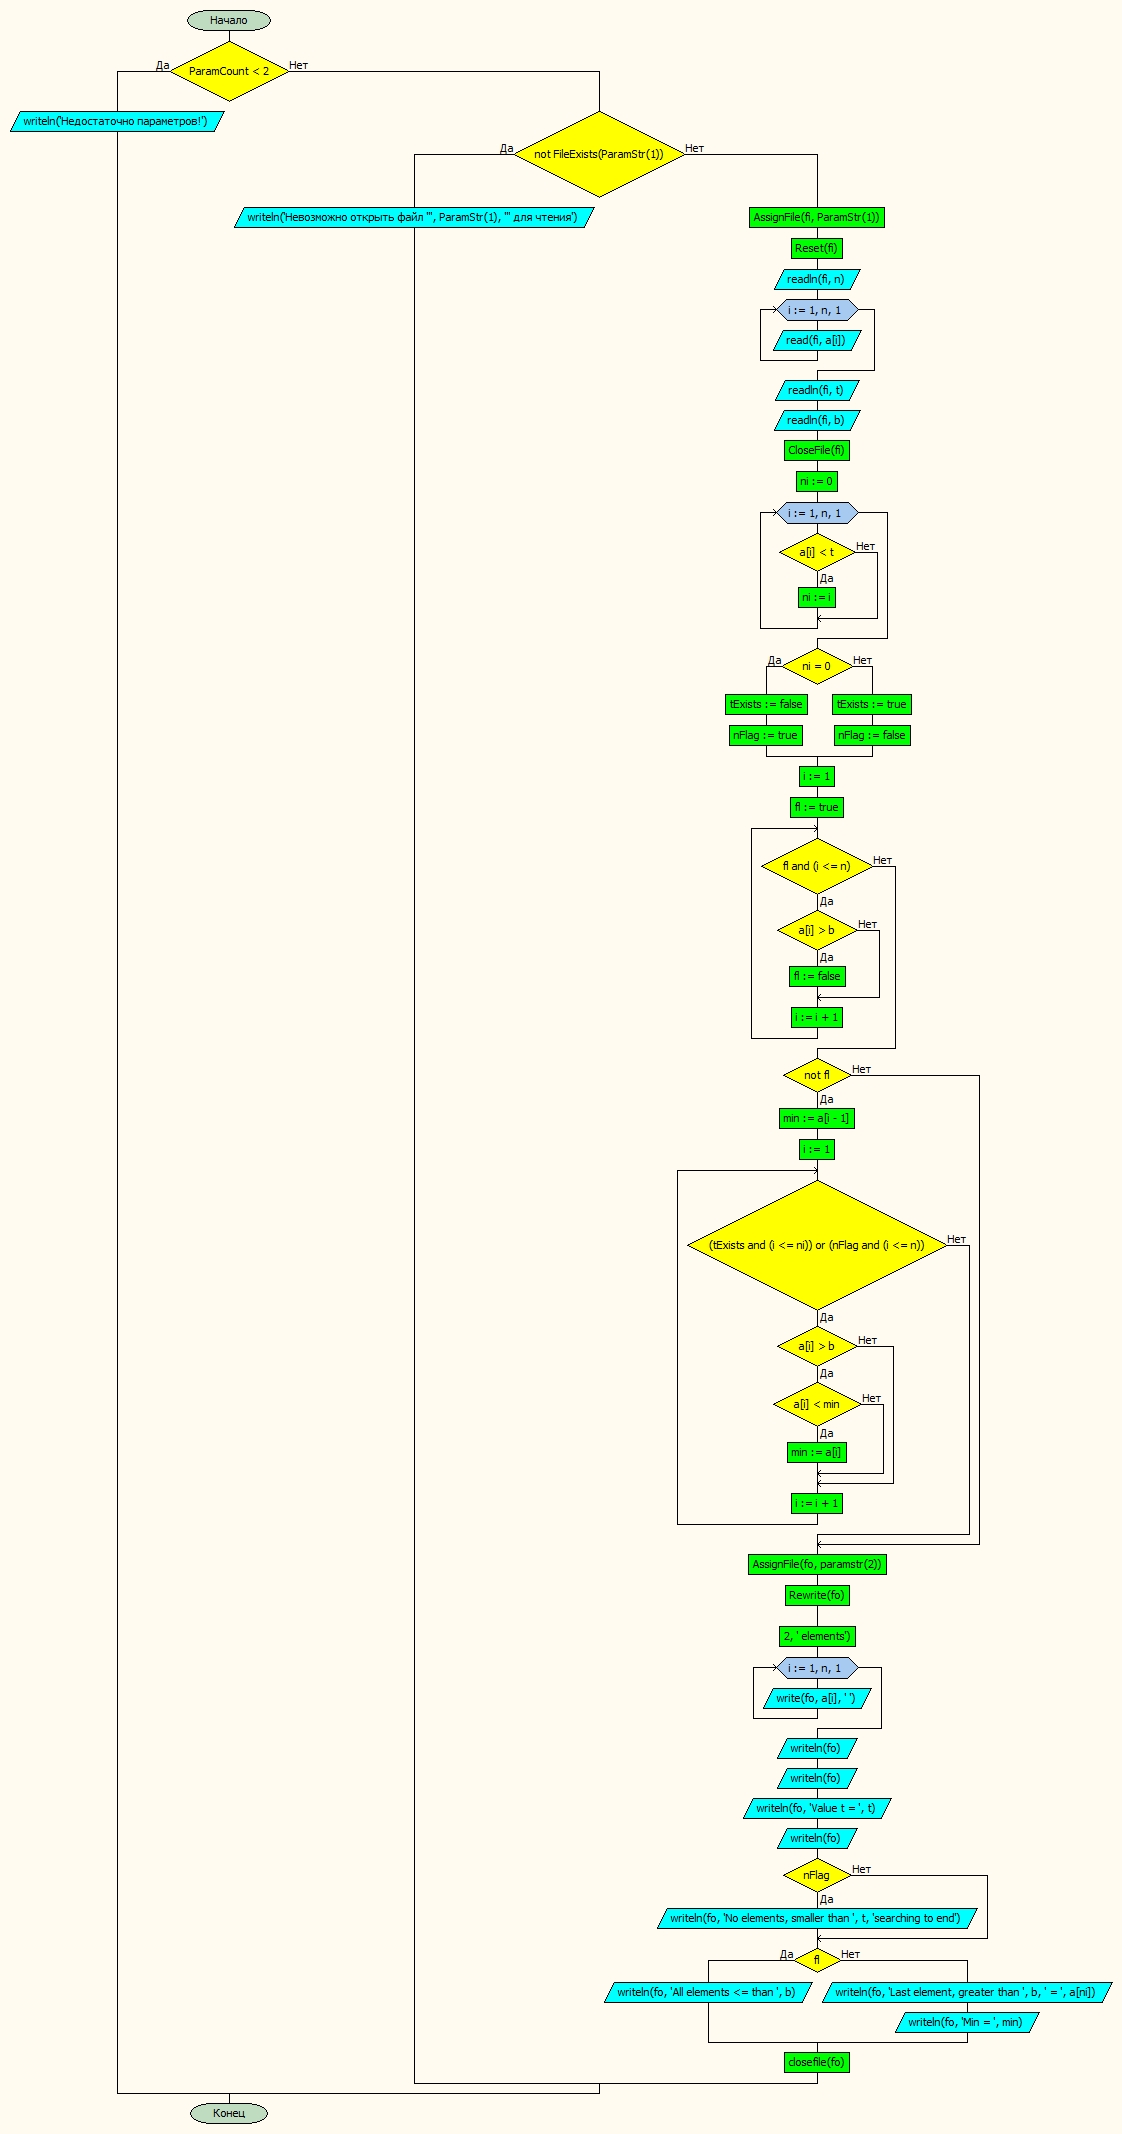 Начало
ParamCount < 2
Да
Нет
writeln('Недостаточно параметров!')
not FileExists(ParamStr(1))
Да
Нет
writeln('Невозможно открыть файл "', ParamStr(1), '" для чтения')
AssignFile(fi, ParamStr(1))
Reset(fi)
readln(fi, n)
i := 1, n, 1
read(fi, a[i])
readln(fi, t)
readln(fi, b)
CloseFile(fi)
ni := 0
i := 1, n, 1
a[i] < t
Нет
Да
ni := i
ni = 0
Да
Нет
tExists := false
tExists := true
nFlag := true
nFlag := false
i := 1
fl := true
fl and (i <= n)
Нет
Да
a[i] > b
Нет
Да
fl := false
i := i + 1
not fl
Нет
Да
min := a[i - 1]
i := 1
(tExists and (i <= ni)) or (nFlag and (i <= n))
Нет
Да
a[i] > b
Нет
Да
a[i] < min
Нет
Да
min := a[i]
i := i + 1
AssignFile(fo, paramstr(2))
Rewrite(fo)
2, ' elements')
i := 1, n, 1
write(fo, a[i], ' ')
writeln(fo)
writeln(fo)
writeln(fo, 'Value t = ', t)
writeln(fo)
nFlag
Нет
Да
writeln(fo, 'No elements, smaller than ', t, 'searching to end')
fl
Да
Нет
writeln(fo, 'All elements <= than ', b)
writeln(fo, 'Last element, greater than ', b, ' = ', a[ni])
writeln(fo, 'Min = ', min)
closefile(fo)
Конец